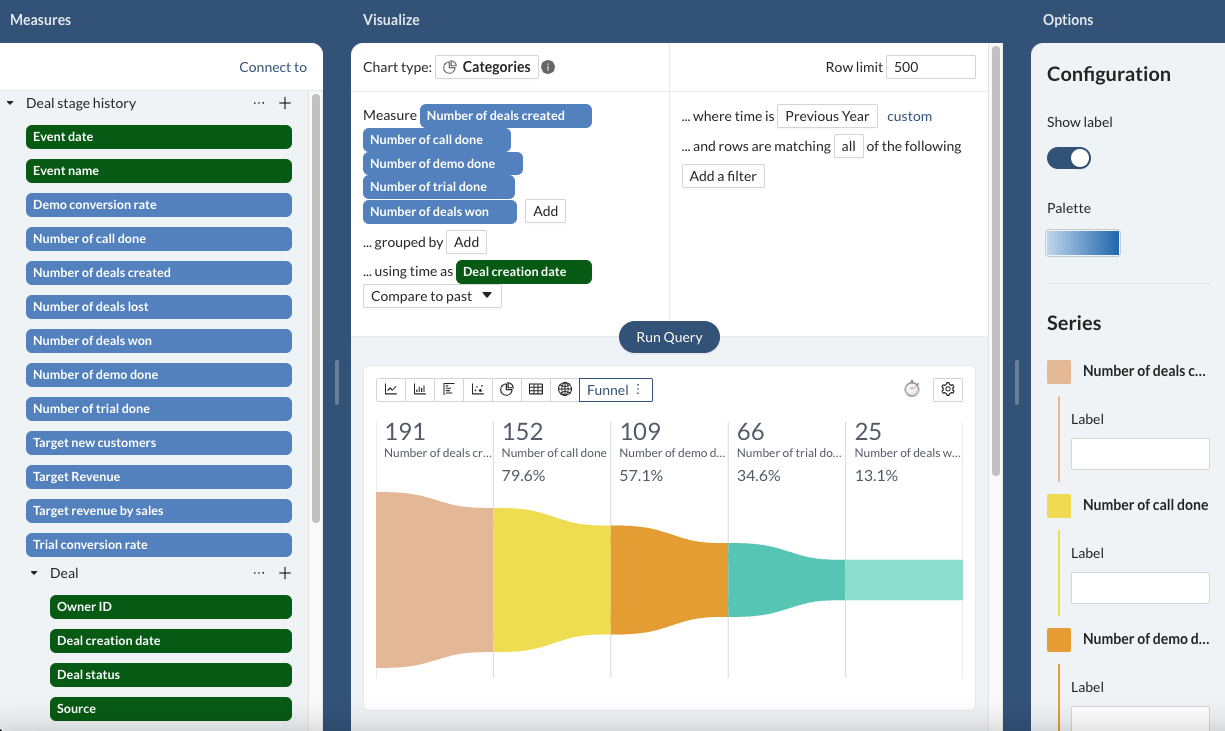 Measures
Connect to
Deal stage history
Event date
Event name
Demo conversion rate
Number of call done
Number of deals created
Number of deals lost
Number of deals won
Number of demo done
Number of trial done
Target new customers
Target Revenue
Target revenue by sales
Trial conversion rate
Deal
Owner ID
Deal creation date
Deal status
Source
Visualize
Chart type: Categories
Row limit 500
Measure Number of deals created
Number of call done
Number of demo done
Number of trial done
Number of deals won Add
... grouped by Add
... using time as Deal creation date
Compare to past
... where time is Previous Year custom
... and rows are matching all of the following
Add a filter
Run Query
Funnel
191 152 109 66 25
Number of deals cr... Number of call done Number of demo d... Number of trial do... Number of deals w...
79.6% 57.1% 34.6% 13.1%
Options
Configuration
Show label
Palette
Series
Number of deals c...
Label
Number of call done
Label
Number of demo d...
Label